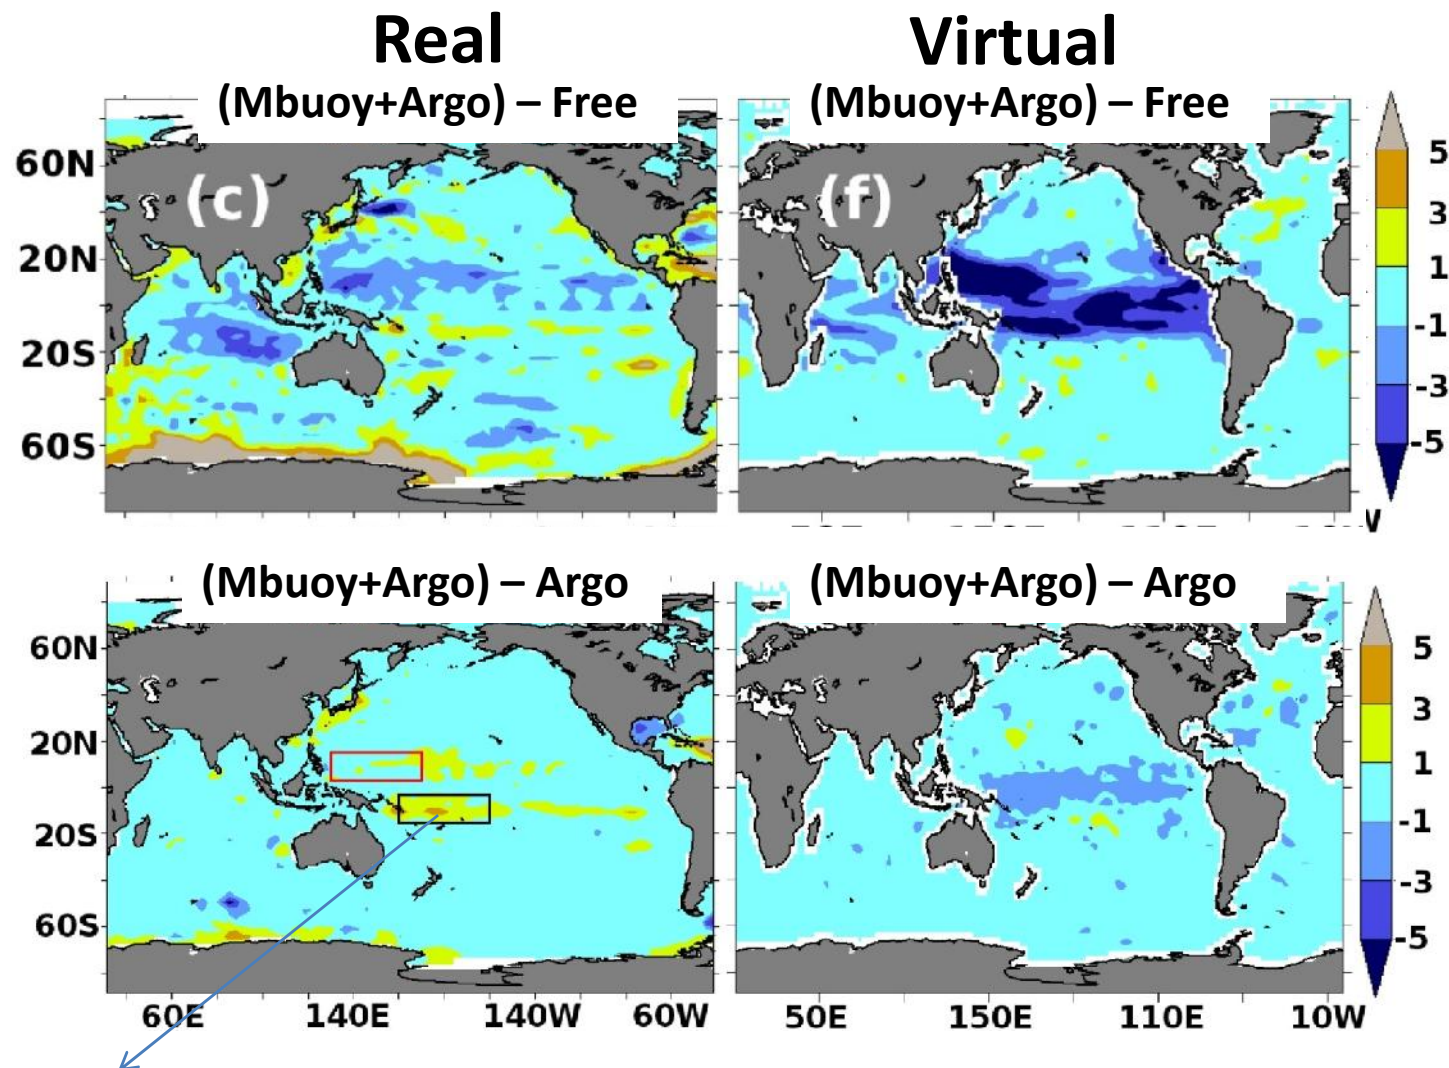 Real
Virtual
(Mbuoy+Argo) – Free
(Mbuoy+Argo) – Free
(c)
(f)
60N
20N
20S
60S
5
3
1
-1
-3
-5
W
(Mbuoy+Argo) – Argo
(Mbuoy+Argo) – Argo
60N
20N
20S
60S
5
3
1
-1
-3
-5
60E 140E 140W 60W
50E 150E 110E 10W